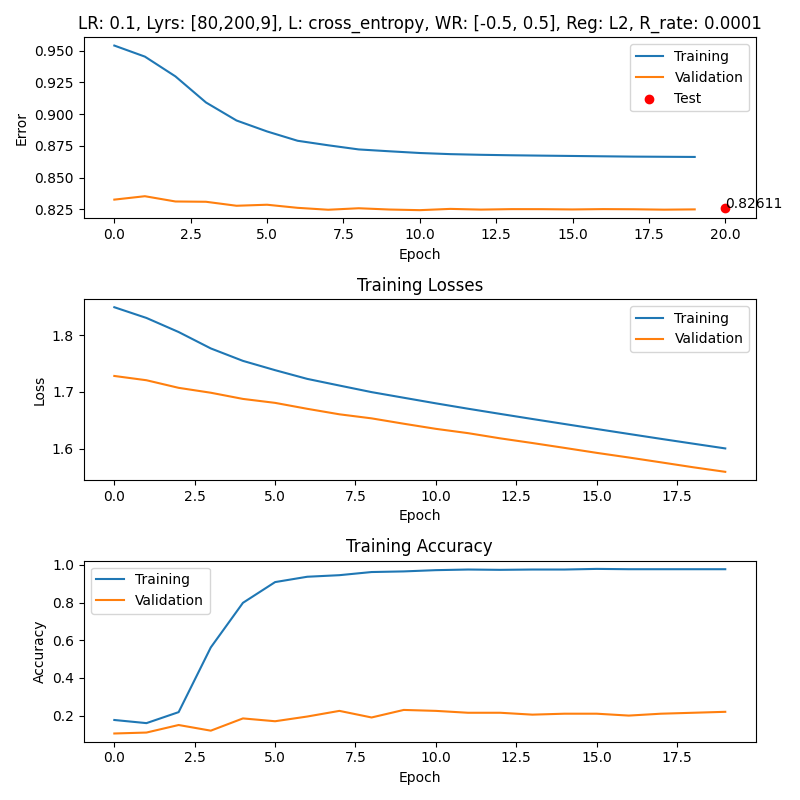 LR: 0.1, Lyrs: [80,200,9], L: cross_entropy, WR: [-0.5, 0.5], Reg: L2, R_rate: 0.0001
0.950
0.925
0.900
0.875
0.850
0.825
Error
Training
Validation
Test
0.82611
0.0 2.5 5.0 7.5 10.0 12.5 15.0 17.5 20.0
Epoch
Training Losses
1.8
1.7
1.6
Loss
Training
Validation
0.0 2.5 5.0 7.5 10.0 12.5 15.0 17.5
Epoch
Training Accuracy
1.0
0.8
0.6
0.4
0.2
Accuracy
Training
Validation
0.0 2.5 5.0 7.5 10.0 12.5 15.0 17.5
Epoch